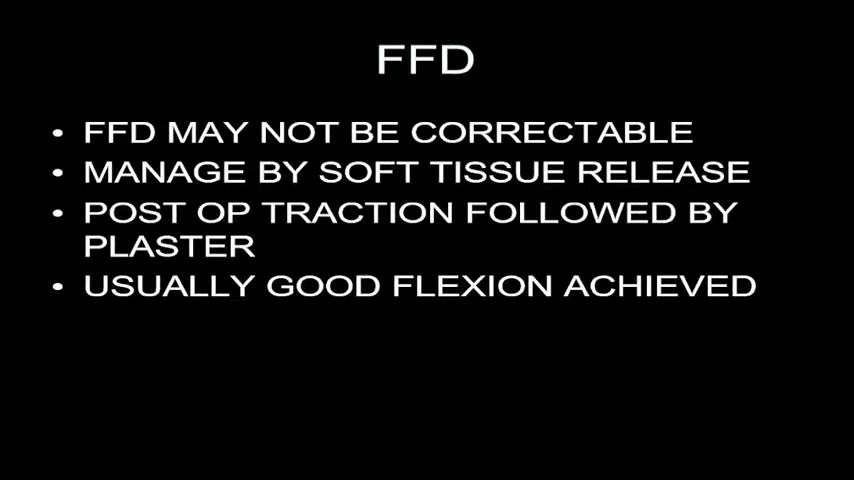 FFD
• FFD MAY NOT BE CORRECTABLE
• MANAGE BY SOFT TISSUE RELEASE
• POST OP TRACTION FOLLOWED BY
PLASTER
• USUALLY GOOD FLEXION ACHIEVED